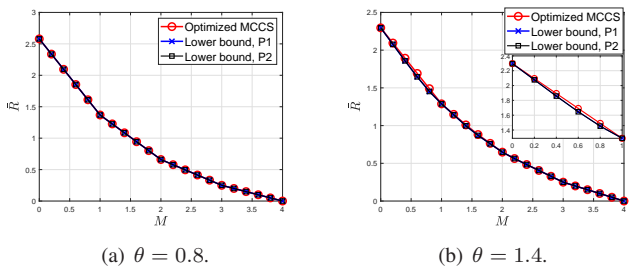 Optimized MCCS
Lower bound, P1
Lower bound, P2
R̄
2.5
2
1.5
1
0.5
0
0 0.5 1 1.5 2 2.5 3 3.5 4
M
(a) θ = 0.8.
Optimized MCCS
Lower bound, P1
Lower bound, P2
R̄
2.5
2
1.5
1
0.5
0
0 0.5 1 1.5 2 2.5 3 3.5 4
M
2.4
2.2
2
1.8
1.6
1.4
0 0.2 0.4 0.6 0.8 1
(b) θ = 1.4.